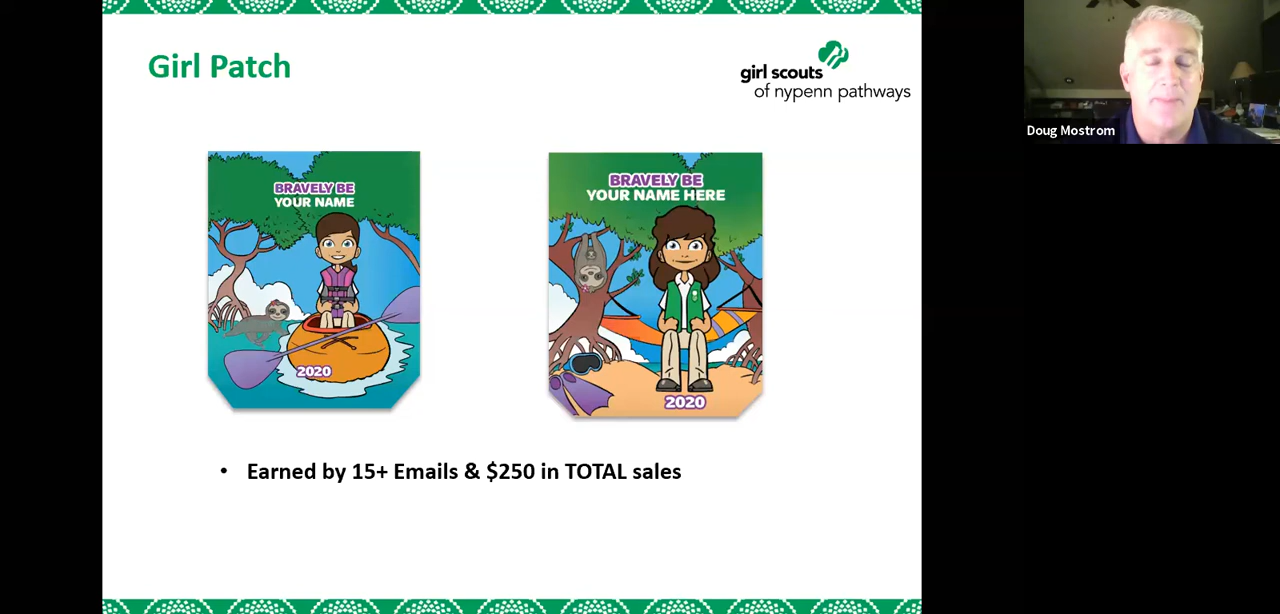 Girl Patch
girl scouts
of nypenn pathways
Doug Mostrom
BRAVELY BE
YOUR NAME
2020
BRAVELY BE
YOUR NAME HERE
2020
• Earned by 15+ Emails & $250 in TOTAL sales